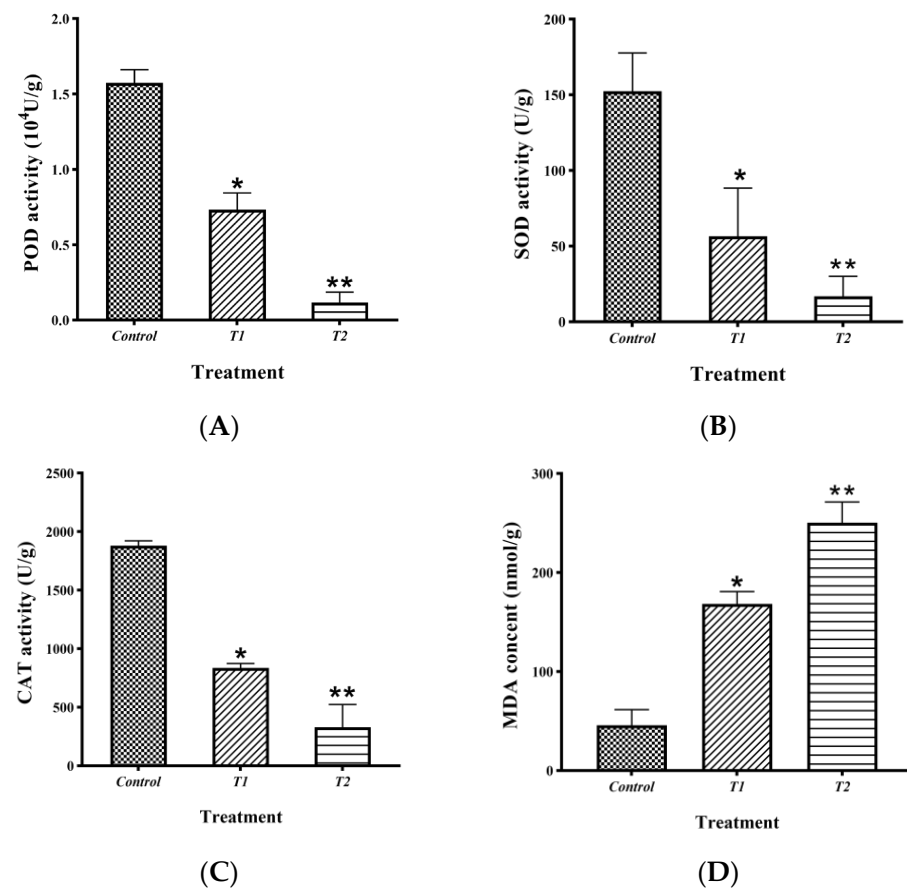 POD activity (10⁴U/g)
2.0
1.5
1.0
0.5
0.0
*
**
Control T1 T2
Treatment
(A)
SOD activity (U/g)
200
150
100
50
0
*
**
Control T1 T2
Treatment
(B)
CAT activity (U/g)
2500
2000
1500
1000
500
0
*
**
Control T1 T2
Treatment
(C)
MDA concent (nmol/g)
300
200
100
0
*
**
Control T1 T2
Treatment
(D)